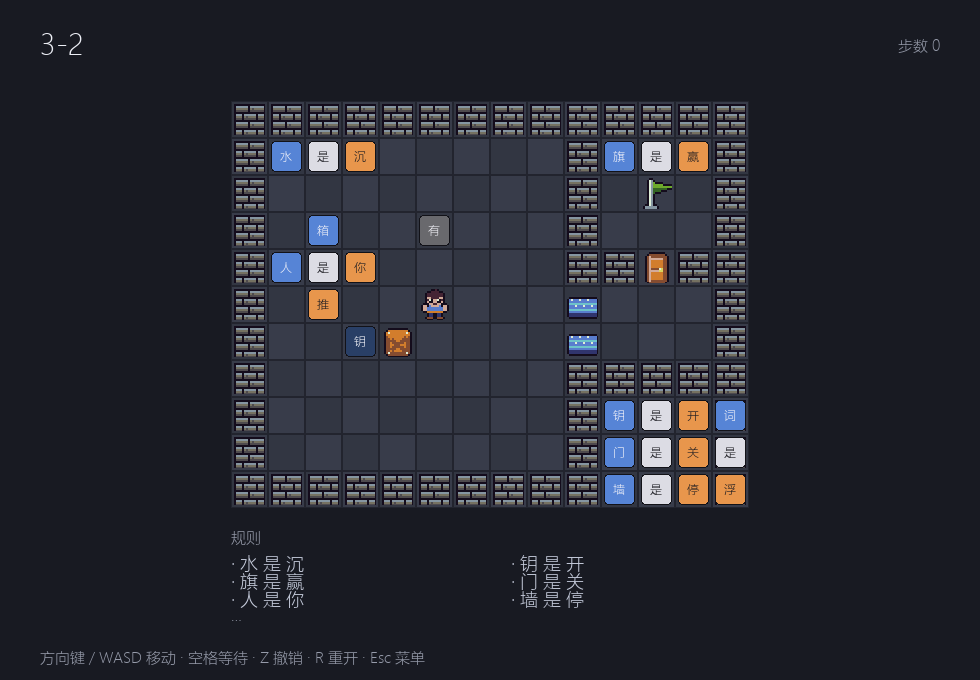 3-2
步数 0
水 是 沉 旗 是 赢
箱 有
人 是 你
推
钥
钥 是 开 词
门 是 关 是
墙 是 停 浮
规则
· 水 是 沉 · 钥 是 开
· 旗 是 赢 · 门 是 关
· 人 是 你 · 墙 是 停
...
方向键 / WASD 移动 · 空格等待 · Z 撤销 · R 重开 · Esc 菜单